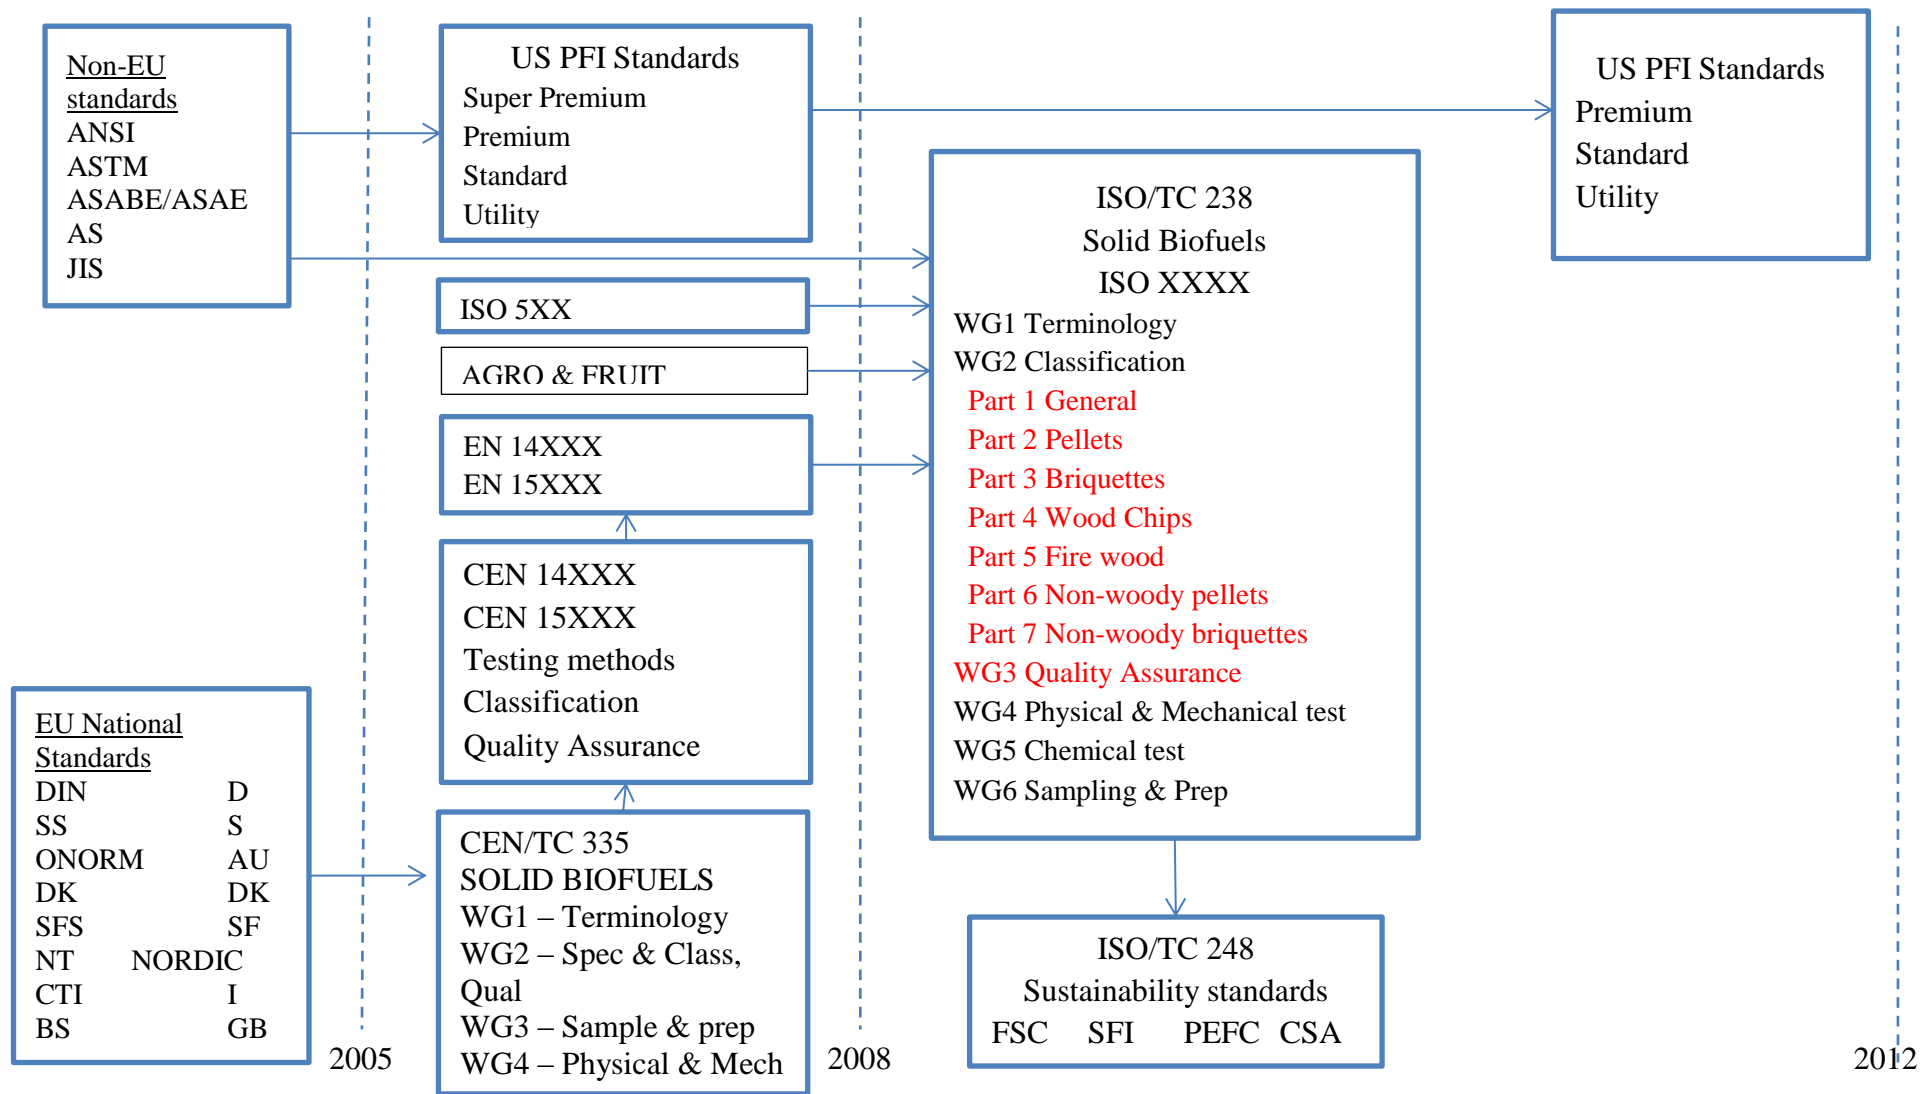 Non-EU
standards
ANSI
ASTM
ASABE/ASAE
AS
JIS
US PFI Standards
Super Premium
Premium
Standard
Utility
US PFI Standards
Premium
Standard
Utility
ISO 5XX
AGRO & FRUIT
EN 14XXX
EN 15XXX
CEN 14XXX
CEN 15XXX
Testing methods
Classification
Quality Assurance
ISO/TC 238
Solid Biofuels
ISO XXXX
WG1 Terminology
WG2 Classification
Part 1 General
Part 2 Pellets
Part 3 Briquettes
Part 4 Wood Chips
Part 5 Fire wood
Part 6 Non-woody pellets
Part 7 Non-woody briquettes
WG3 Quality Assurance
WG4 Physical & Mechanical test
WG5 Chemical test
WG6 Sampling & Prep
EU National
Standards
DIN D
SS S
ONORM AU
DK DK
SFS SF
NT NORDIC
CTI I
BS GB
CEN/TC 335
SOLID BIOFUELS
WG1 – Terminology
WG2 – Spec & Class,
Qual
WG3 – Sample & prep
WG4 – Physical & Mech
ISO/TC 248
Sustainability standards
FSC SFI PEFC CSA
2005
2008
2012